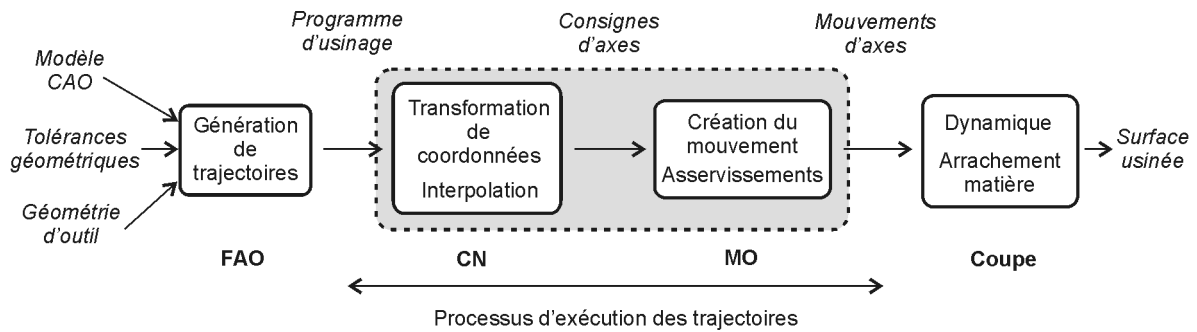 Programme
d'usinage
Consignes
d'axes
Mouvements
d'axes
Modèle
CAO
Tolérances
géométriques
Géométrie
d'outil
Génération
de
trajectoires
Transformation
de
coordonnées
Interpolation
Création du
mouvement
Asservissements
Dynamique
Arrachement
matière
Surface
usinée
FAO
CN
MO
Coupe
Processus d'exécution des trajectoires